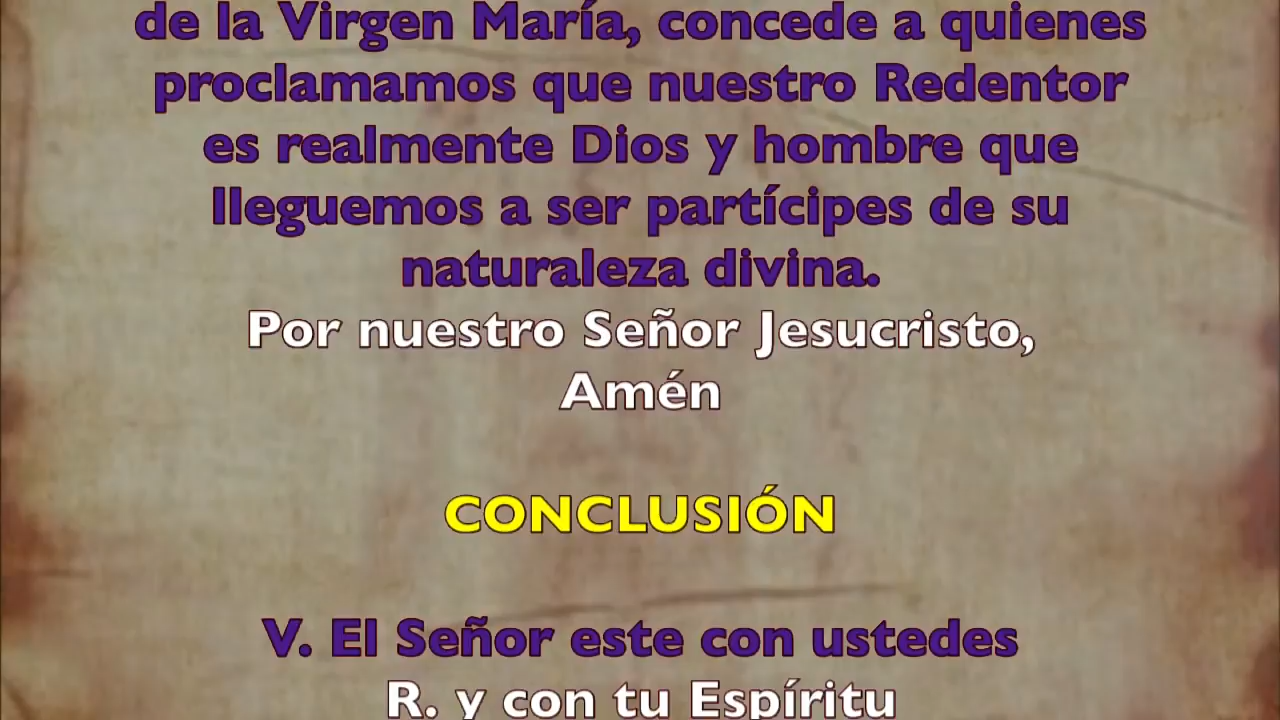 de la Virgen María, concede a quienes
proclamamos que nuestro Redentor
es realmente Dios y hombre que
lleguemos a ser partícipes de su
naturaleza divina.
Por nuestro Señor Jesucristo,
Amén
CONCLUSIÓN
V. El Señor este con ustedes
R. y con tu Espíritu